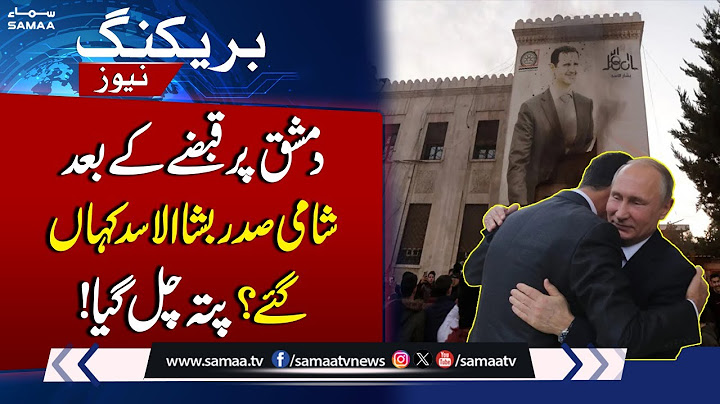 سماء
SAMAA
بریکنگ
نیوز
دمشق پر قبضے کے بعد
شامی صدر بشا الاسد کہاں
گئے؟ پتہ چل گیا!
www.samaa.tv
/samaatvnews
/samaatv